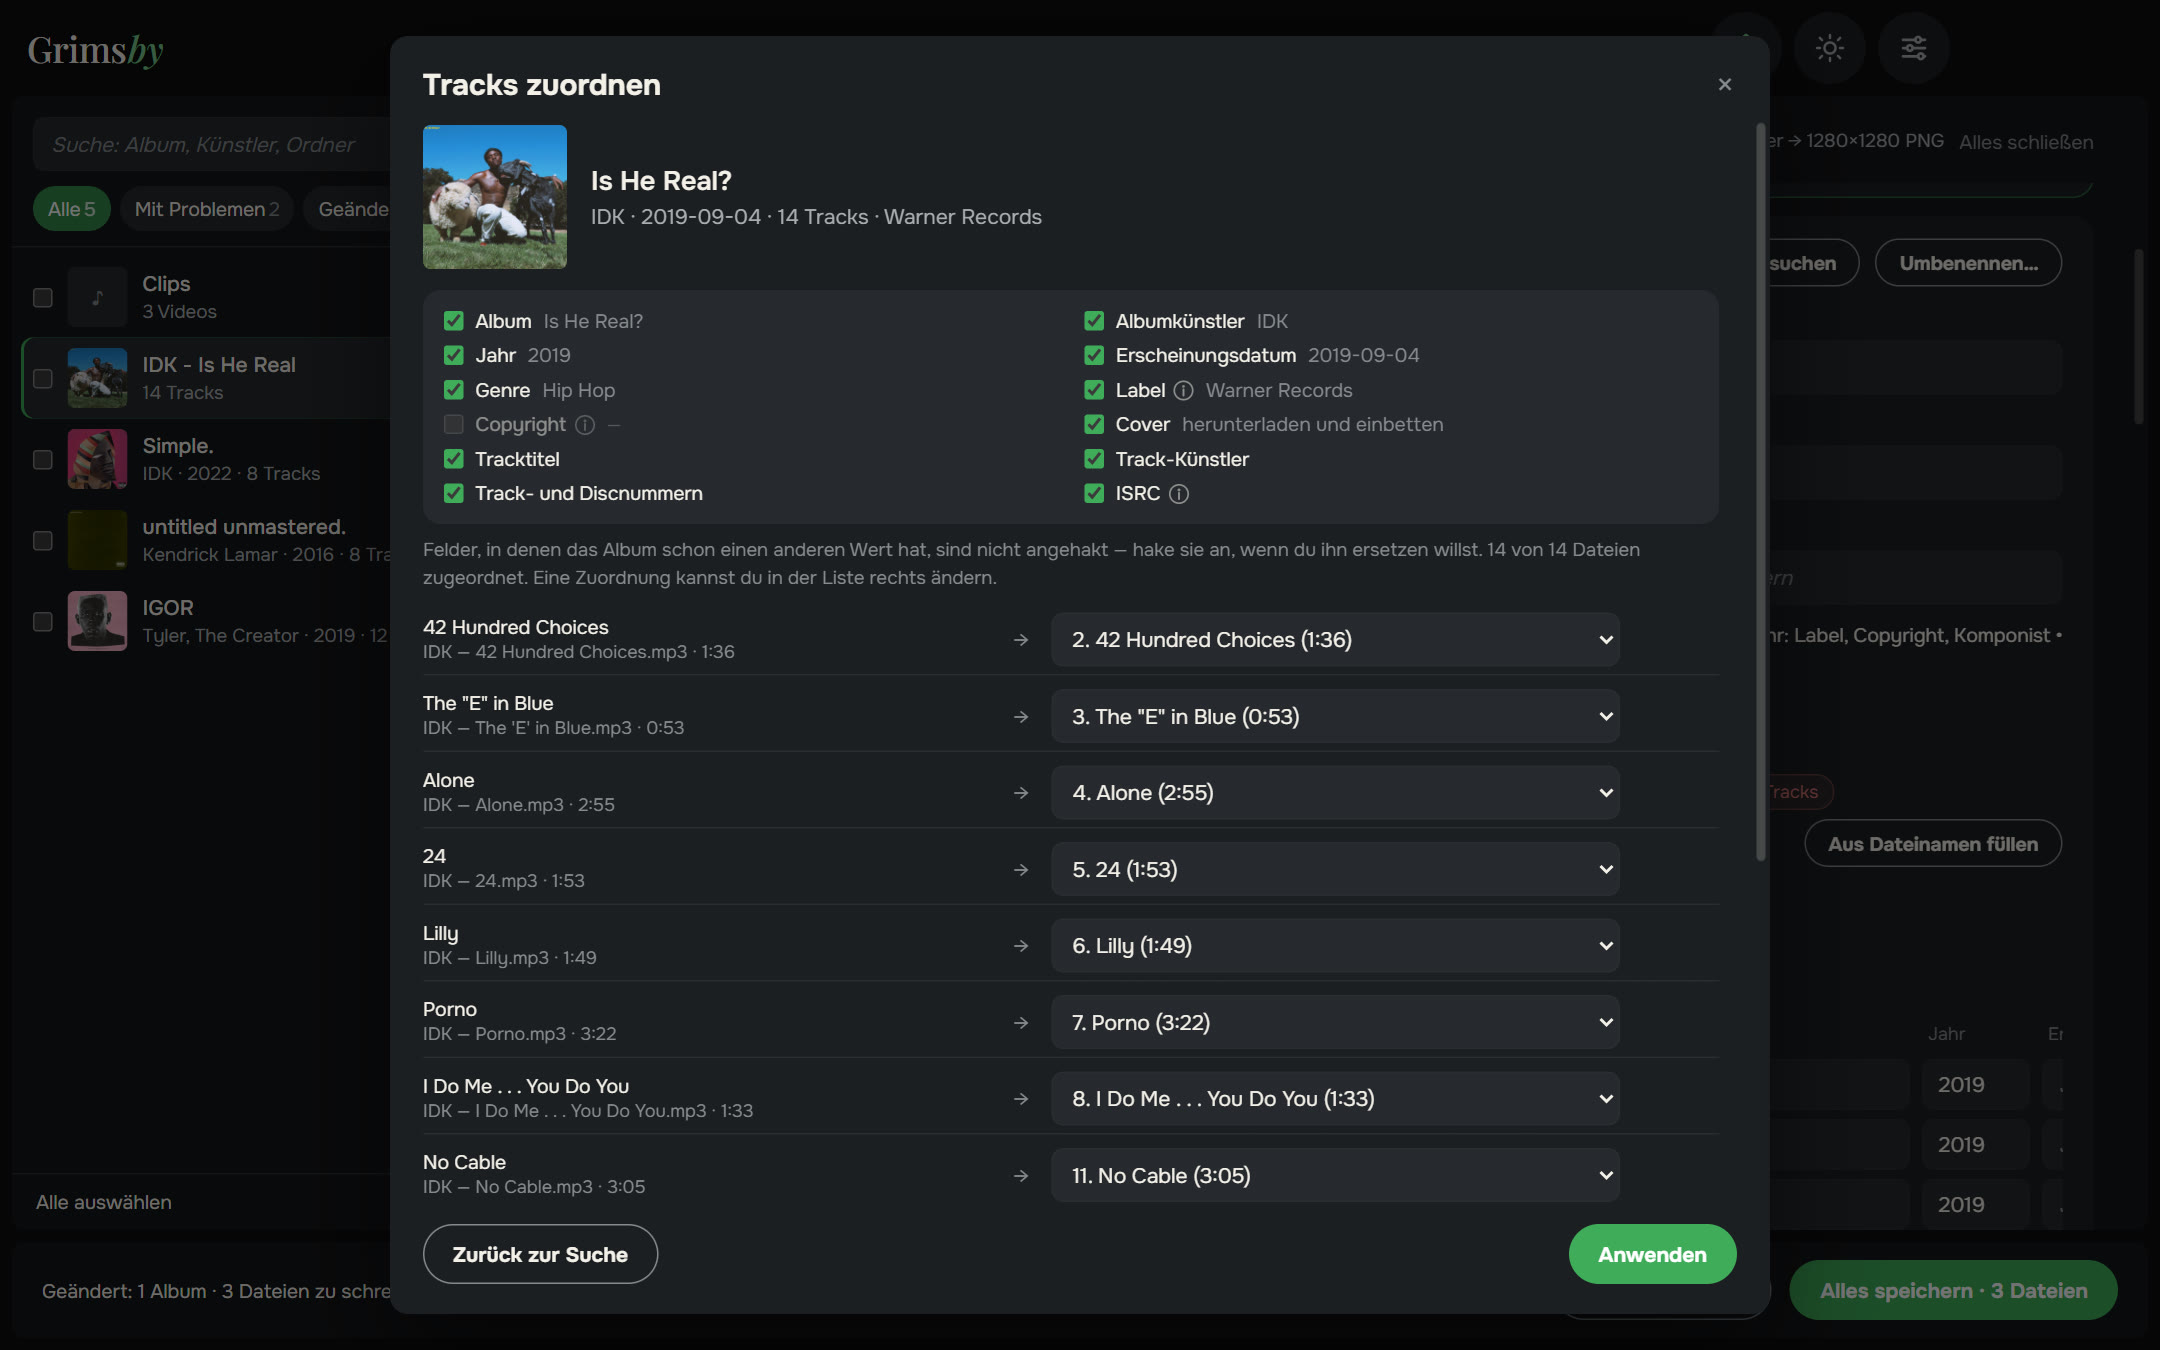 Grimsby
Suche: Album, Künstler, Ordner
Alle 5
Mit Problemen 2
Geände
Clips
3 Videos
IDK - Is He Real
14 Tracks
Simple.
IDK · 2022 · 8 Tracks
untitled unmastered.
Kendrick Lamar · 2016 · 8 Tra
IGOR
Tyler, The Creator · 2019 · 12
Alle auswählen
Geändert: 1 Album · 3 Dateien zu schre
Tracks zuordnen
×
Is He Real?
IDK · 2019-09-04 · 14 Tracks · Warner Records
Album Is He Real?
Albumkünstler IDK
Jahr 2019
Erscheinungsdatum 2019-09-04
Genre Hip Hop
Label Warner Records
Copyright –
Cover herunterladen und einbetten
Tracktitel
Track-Künstler
Track- und Discnummern
ISRC
Felder, in denen das Album schon einen anderen Wert hat, sind nicht angehakt – hake sie an, wenn du ihn ersetzen willst. 14 von 14 Dateien
zugeordnet. Eine Zuordnung kannst du in der Liste rechts ändern.
42 Hundred Choices
IDK – 42 Hundred Choices.mp3 · 1:36
→
2. 42 Hundred Choices (1:36)
The "E" in Blue
IDK – The 'E' in Blue.mp3 · 0:53
→
3. The "E" in Blue (0:53)
Alone
IDK – Alone.mp3 · 2:55
→
4. Alone (2:55)
24
IDK – 24.mp3 · 1:53
→
5. 24 (1:53)
Lilly
IDK – Lilly.mp3 · 1:49
→
6. Lilly (1:49)
Porno
IDK – Porno.mp3 · 3:22
→
7. Porno (3:22)
I Do Me . . . You Do You
IDK – I Do Me . . . You Do You.mp3 · 1:33
→
8. I Do Me . . . You Do You (1:33)
No Cable
IDK – No Cable.mp3 · 3:05
→
11. No Cable (3:05)
Zurück zur Suche
Anwenden
er → 1280×1280 PNG
Alles schließen
suchen
Umbenennen...
ern
hr: Label, Copyright, Komponist •
Tracks
Aus Dateinamen füllen
Jahr
Er
2019
2019
2019
Alles speichern · 3 Dateien